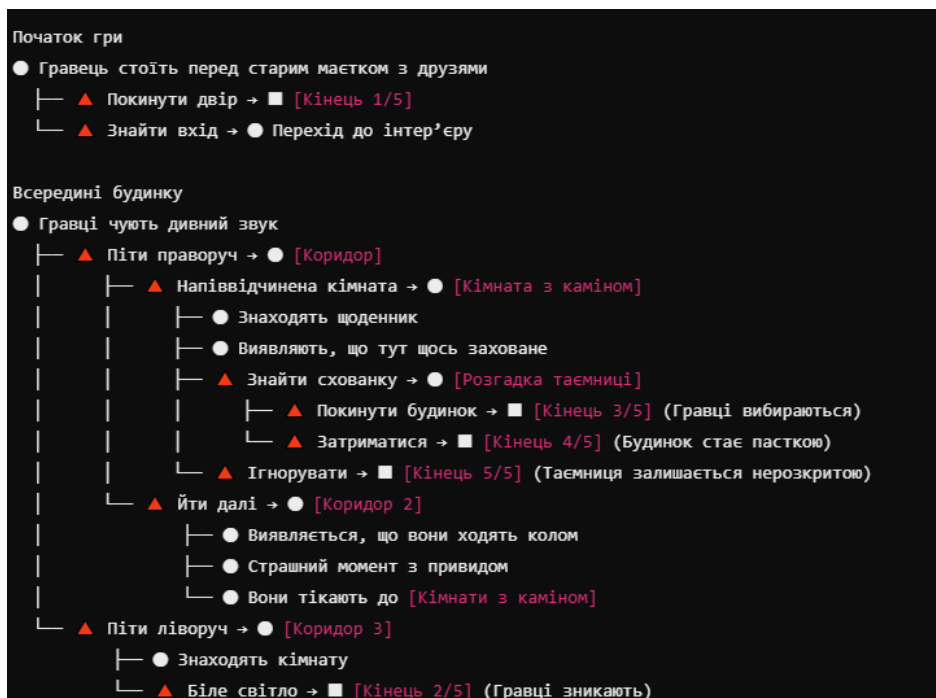 Початок гри
● Гравець стоїть перед старим маєтком з друзями
├── 🔺 Покинути двір → ■ [Кінець 1/5]
└── 🔺 Знайти вхід → ● Перехід до інтер’єру
Всередині будинку
● Гравці чують дивний звук
├── 🔺 Піти праворуч → ● [Коридор]
│ ├── 🔺 Напіввідчинена кімната → ● [Кімната з каміном]
│ │ ├── ● Знаходять щоденник
│ │ ├── ● Виявляють, що тут щось заховане
│ │ ├── 🔺 Знайти схованку → ● [Розгадка таємниці]
│ │ │ ├── 🔺 Покинути будинок → ■ [Кінець 3/5] (Гравці вибираються)
│ │ │ └── 🔺 Затриматися → ■ [Кінець 4/5] (Будинок стає пасткою)
│ │ └── 🔺 Ігнорувати → ■ [Кінець 5/5] (Таємниця залишається нерозкритою)
│ └── 🔺 Йти далі → ● [Коридор 2]
│ ├── ● Виявляється, що вони ходять колом
│ ├── ● Страшний момент з привидом
│ └── ● Вони тікають до [Кімнати з каміном]
└── 🔺 Піти ліворуч → ● [Коридор 3]
├── ● Знаходять кімнату
└── 🔺 Біле світло → ■ [Кінець 2/5] (Гравці зникають)